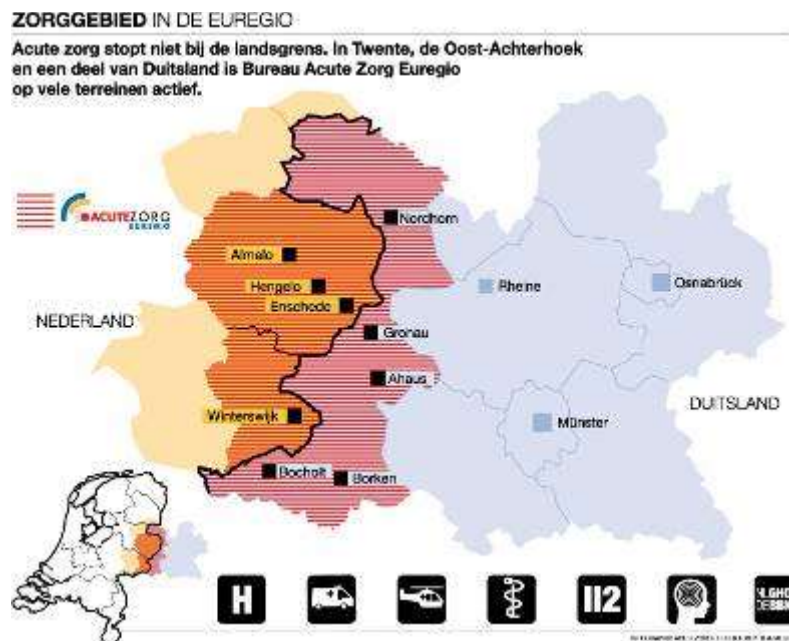 ZORGGEBIED IN DE EUREGIO
Acute zorg stopt niet bij de landsgrens. In Twente, de Oost-Achterhoek
en een deel van Duitsland is Bureau Acute Zorg Euregio
op vele terreinen actief.
ACUTEZORG
EUREGIO
Nordhorn
Almelo
Hengelo
Rheine
Osnabrück
Enschede
NEDERLAND
Gronau
Ahaus
DUITSLAND
Winterswijk
Münster
Bocholt
Borken
H
112